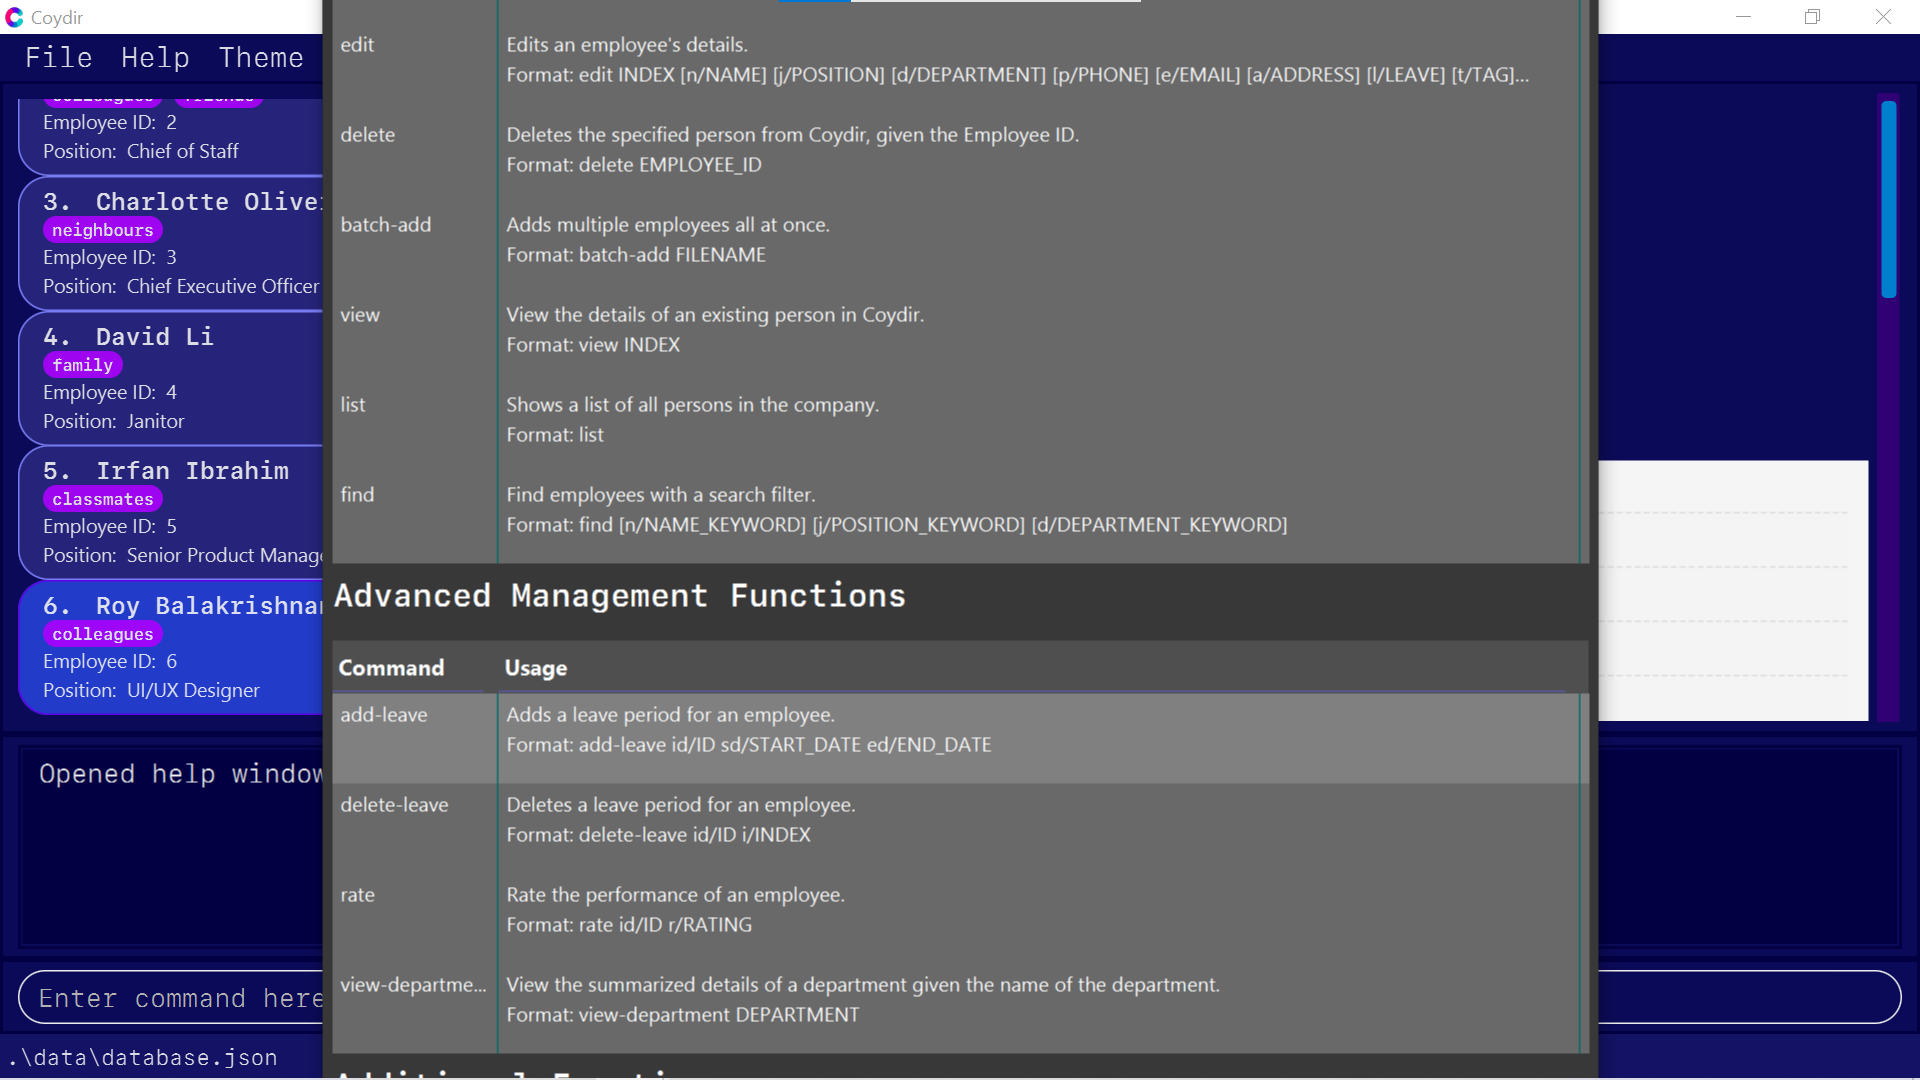 Coydir
File Help Theme
Employee ID: 2
Position: Chief of Staff
3. Charlotte
neighbours
Employee ID: 3
Position: Chief Executive Officer
4. David Li
family
Employee ID: 4
Position: Janitor
5. Irfan Ibrahim
classmates
Employee ID: 5
Position: Senior Product
6. Roy
colleagues
Employee ID: 6
Position: UI/UX Designer
Opened help window
Enter command here
.\data\database.json
edit
Edits an employee's details.
Format: edit INDEX [n/NAME] [j/POSITION] [d/DEPARTMENT] [p/PHONE] [e/EMAIL] [a/ADDRESS] [l/LEAVE] [t/TAG]...
delete
Deletes the specified person from Coydir, given the Employee ID.
Format: delete EMPLOYEE_ID
batch-add
Adds multiple employees all at once.
Format: batch-add FILENAME
view
View the details of an existing person in Coydir.
Format: view INDEX
list
Shows a list of all persons in the company.
Format: list
find
Find employees with a search filter.
Format: find [n/NAME_KEYWORD] [j/POSITION_KEYWORD] [d/DEPARTMENT_KEYWORD]
Advanced Management Functions
Command Usage
add-leave
Adds a leave period for an employee.
Format: add-leave id/ID sd/START_DATE ed/END_DATE
delete-leave
Deletes a leave period for an employee.
Format: delete-leave id/ID i/INDEX
rate
Rate the performance of an employee.
Format: rate id/ID r/RATING
view-departme...
View the summarized details of a department given the name of the department.
Format: view-department DEPARTMENT